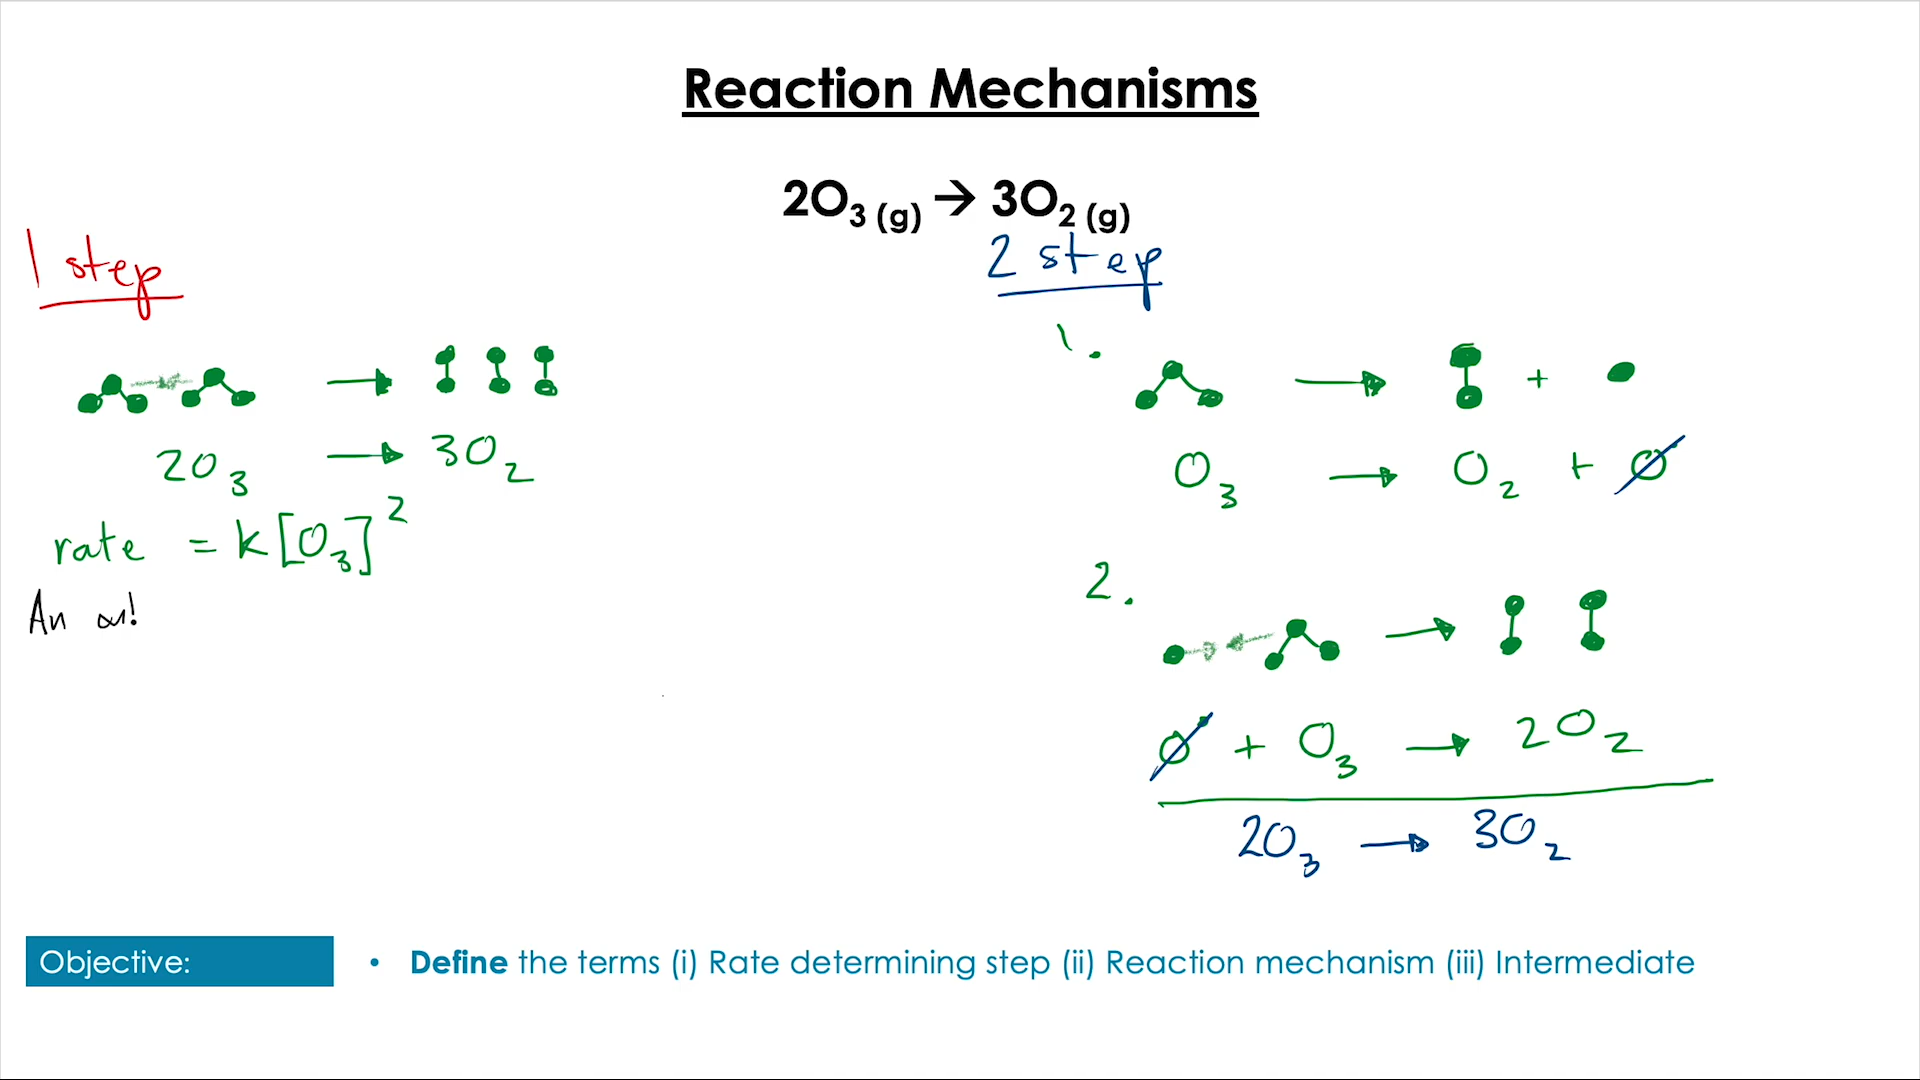 Reaction Mechanisms
2O₃ (g) → 3O₂ (g)
1 step
2O₃ → 3O₂
rate = k[O₃]²
An
2 step
1.
+
O₃ → O₂ + O
2.
O + O₃ → 2O₂
2O₃ → 3O₂
Objective:
• Define the terms (i) Rate determining step (ii) Reaction mechanism (iii) Intermediate